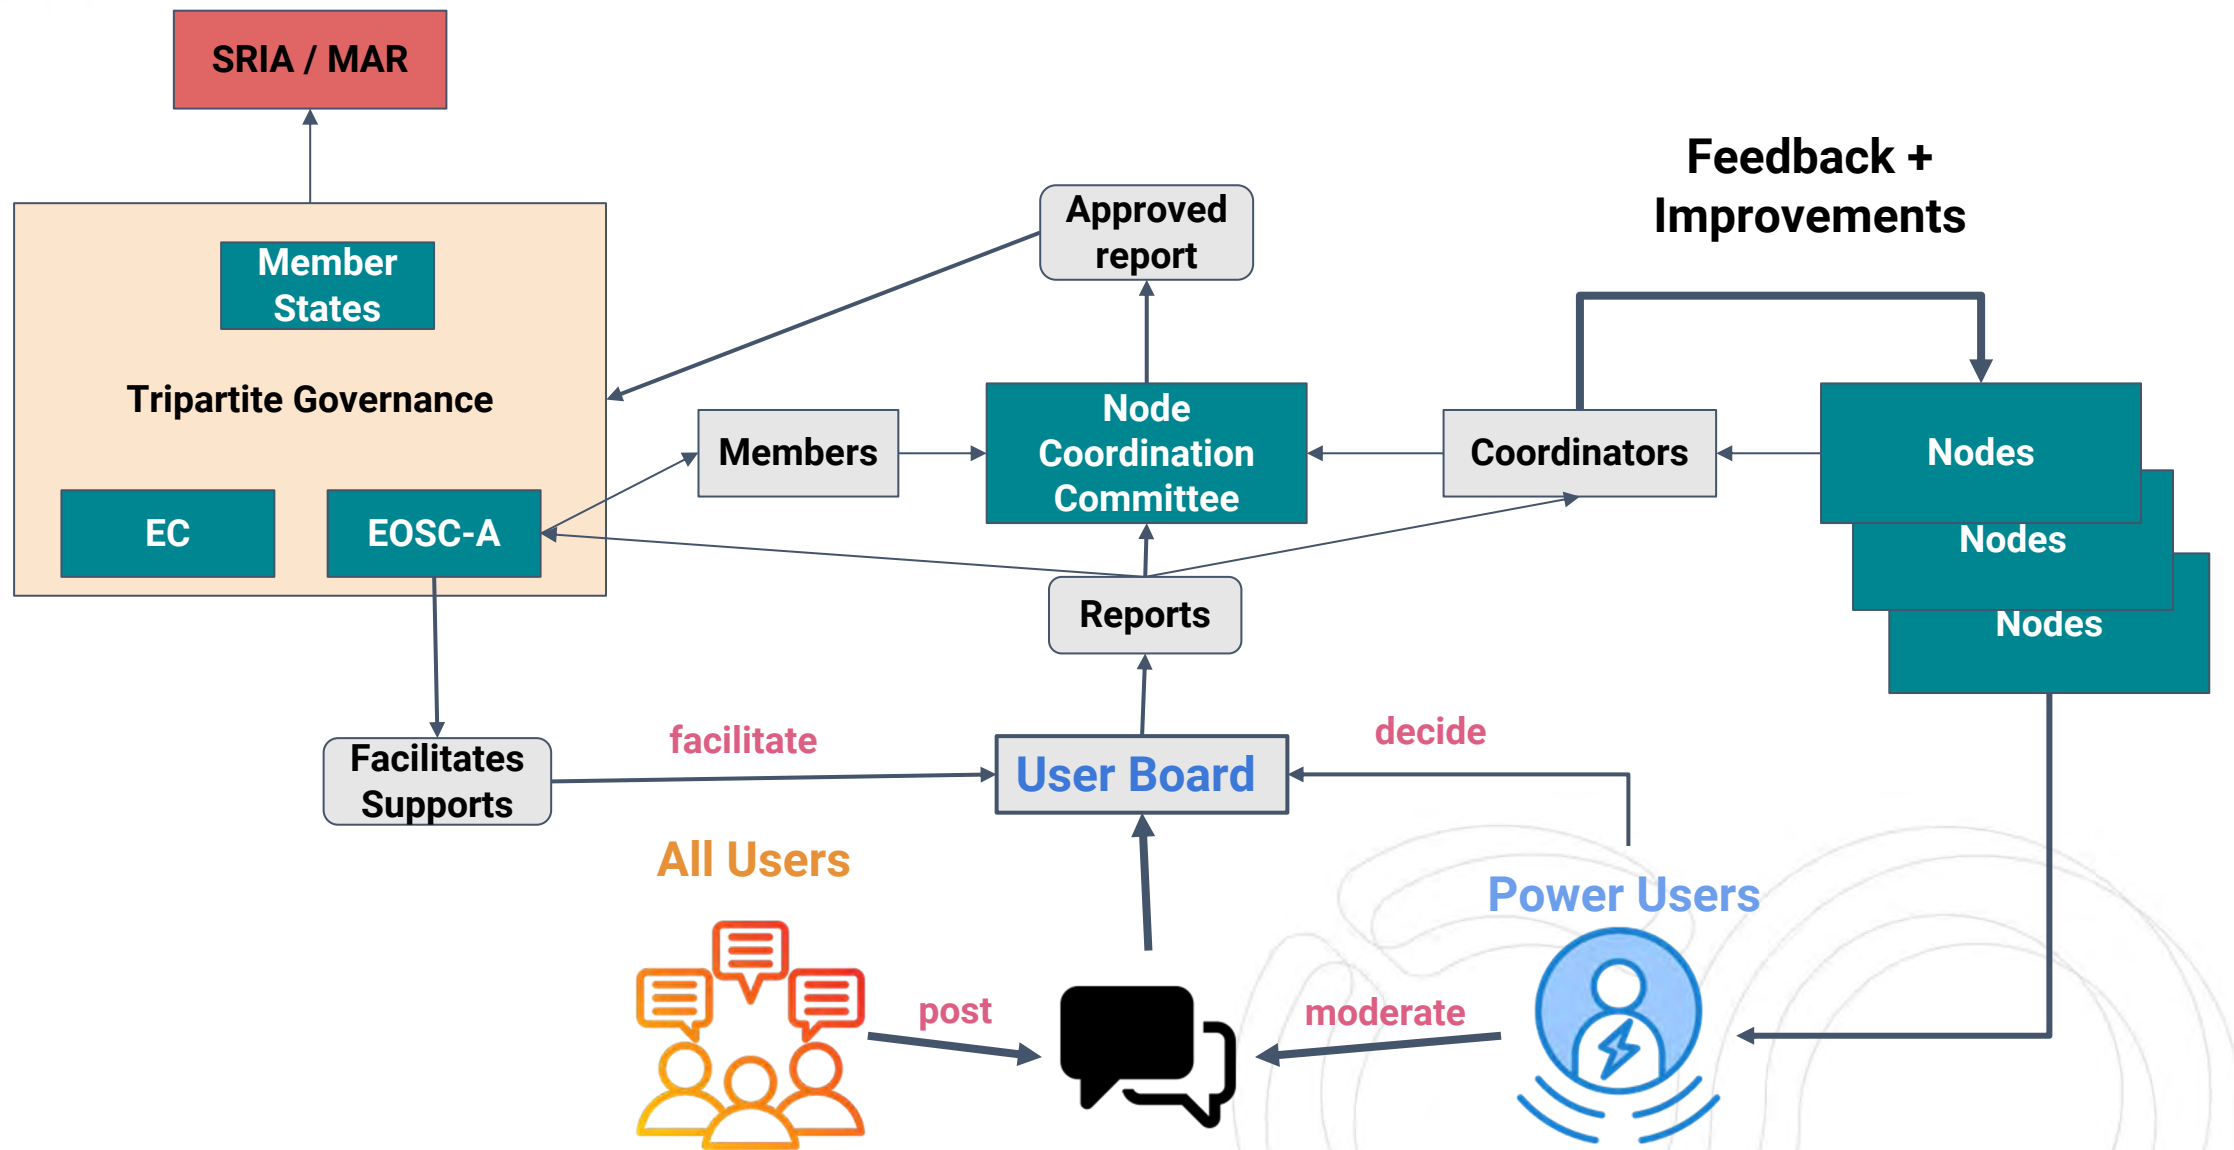 SRIA / MAR
Feedback +
Improvements
Approved
report
Member
States
Tripartite Governance
EC
EOSC-A
Members
Node
Coordination
Committee
Coordinators
Nodes
Nodes
Nodes
Reports
Facilitates
Supports
facilitate
User Board
decide
All Users
Power Users
post
moderate